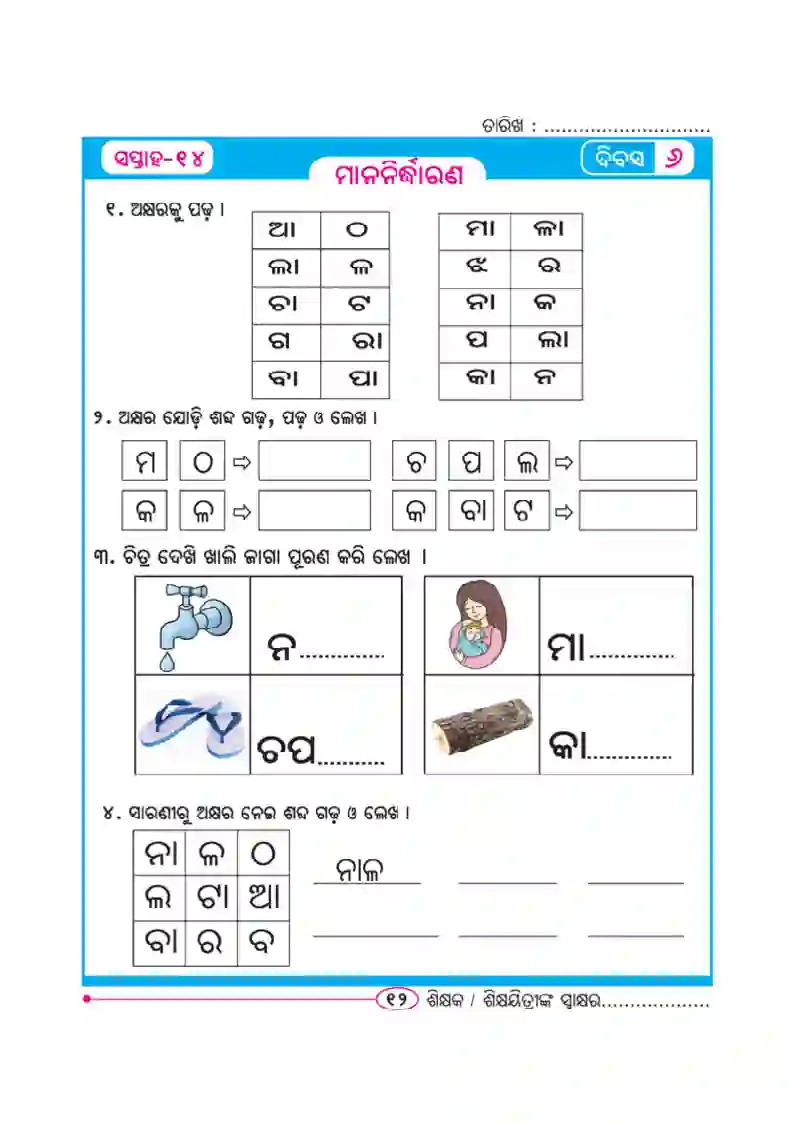 ତାରିଖ : .............................
ସପ୍ତାହ-୧୪
ଦିବସ ୬
ମାନନିର୍ଦ୍ଧାରଣ
୧. ଅକ୍ଷରକୁ ପଢ଼ ।
ଆ ଠ ମା ଳା
ଲା ଳ ଝ ର
ଚା ଟ ନା କ
ଗ ରା ପ ଲା
ବା ପା କା ନ
୨. ଅକ୍ଷର ଯୋଡ଼ି ଶବ୍ଦ ଗଢ଼, ପଢ଼ ଓ ଲେଖ ।
ମ ଠ ⇨ ଚ ପ ଲ ⇨
କ ଳ ⇨ କ ବା ଟ ⇨
୩. ଚିତ୍ର ଦେଖି ଖାଲି ଜାଗା ପୂରଣ କରି ଲେଖ ।
ନ............. ମା.............
ଚପ........... କା.............
୪. ସାରଣୀରୁ ଅକ୍ଷର ନେଇ ଶବ୍ଦ ଗଢ଼ ଓ ଲେଖ ।
ନା ଳ ଠ ନାଳ
ଲ ଟା ଆ
ବା ର ବ
୧୨ ଶିକ୍ଷକ / ଶିକ୍ଷୟିତ୍ରୀଙ୍କ ସ୍ୱାକ୍ଷର...................